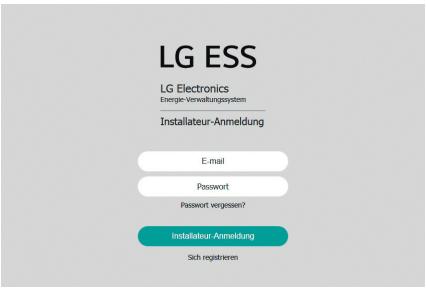 LG ESS
LG Electronics
Energie-Verwaltungssystem
Installateur-Anmeldung
E-mail
Passwort
Passwort vergessen?
Installateur-Anmeldung
Sich registrieren